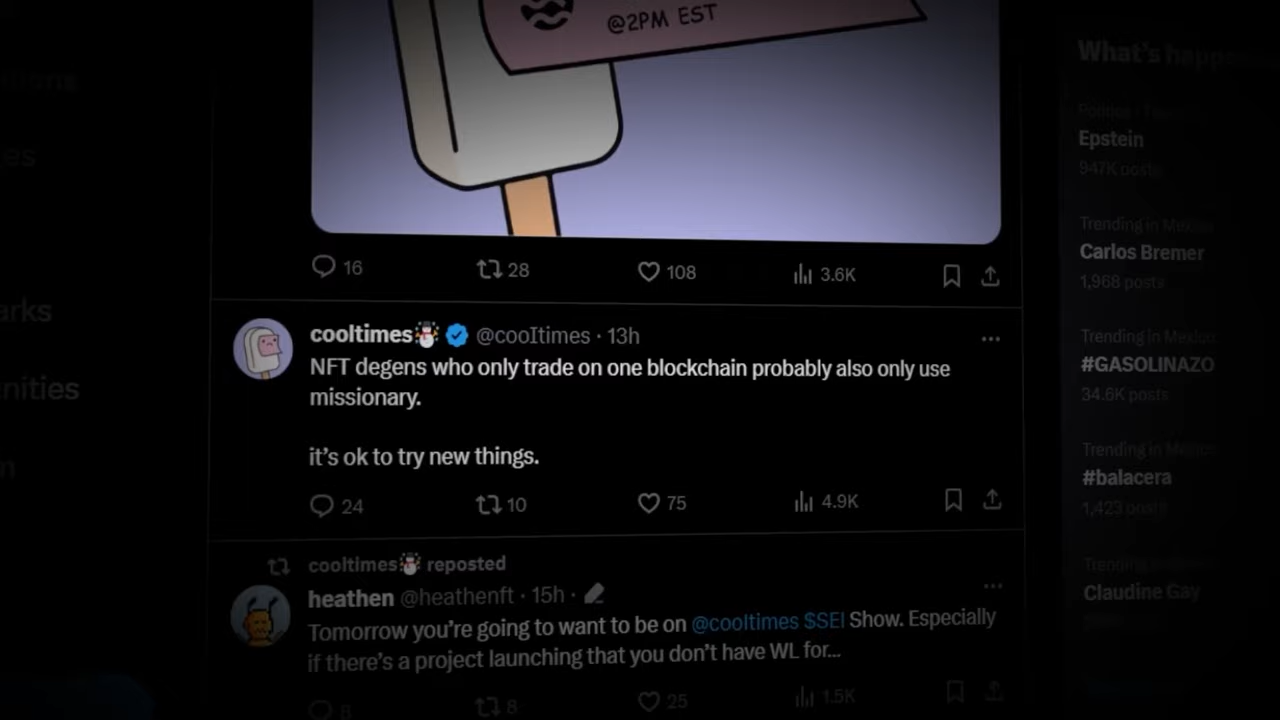 @2PM EST
What's happening
Epstein
947K posts
16
28
108
3.6K
Trending in Mexico
Carlos Bremer
1,968 posts
cooltimes @cooItimes · 13h
NFT degens who only trade on one blockchain probably also only use
missionary.
it's ok to try new things.
24
10
75
4.9K
Trending in Mexico
#GASOLINAZO
34.6K posts
Trending in Mexico
#balacera
1,423 posts
cooltimes reposted
heathen @heathenft · 15h ·
Tomorrow you're going to want to be on @cooltimes $SEI Show. Especially
if there's a project launching that you don't have WL for...
8
25
1.5K
Claudine Gay
arks
nities